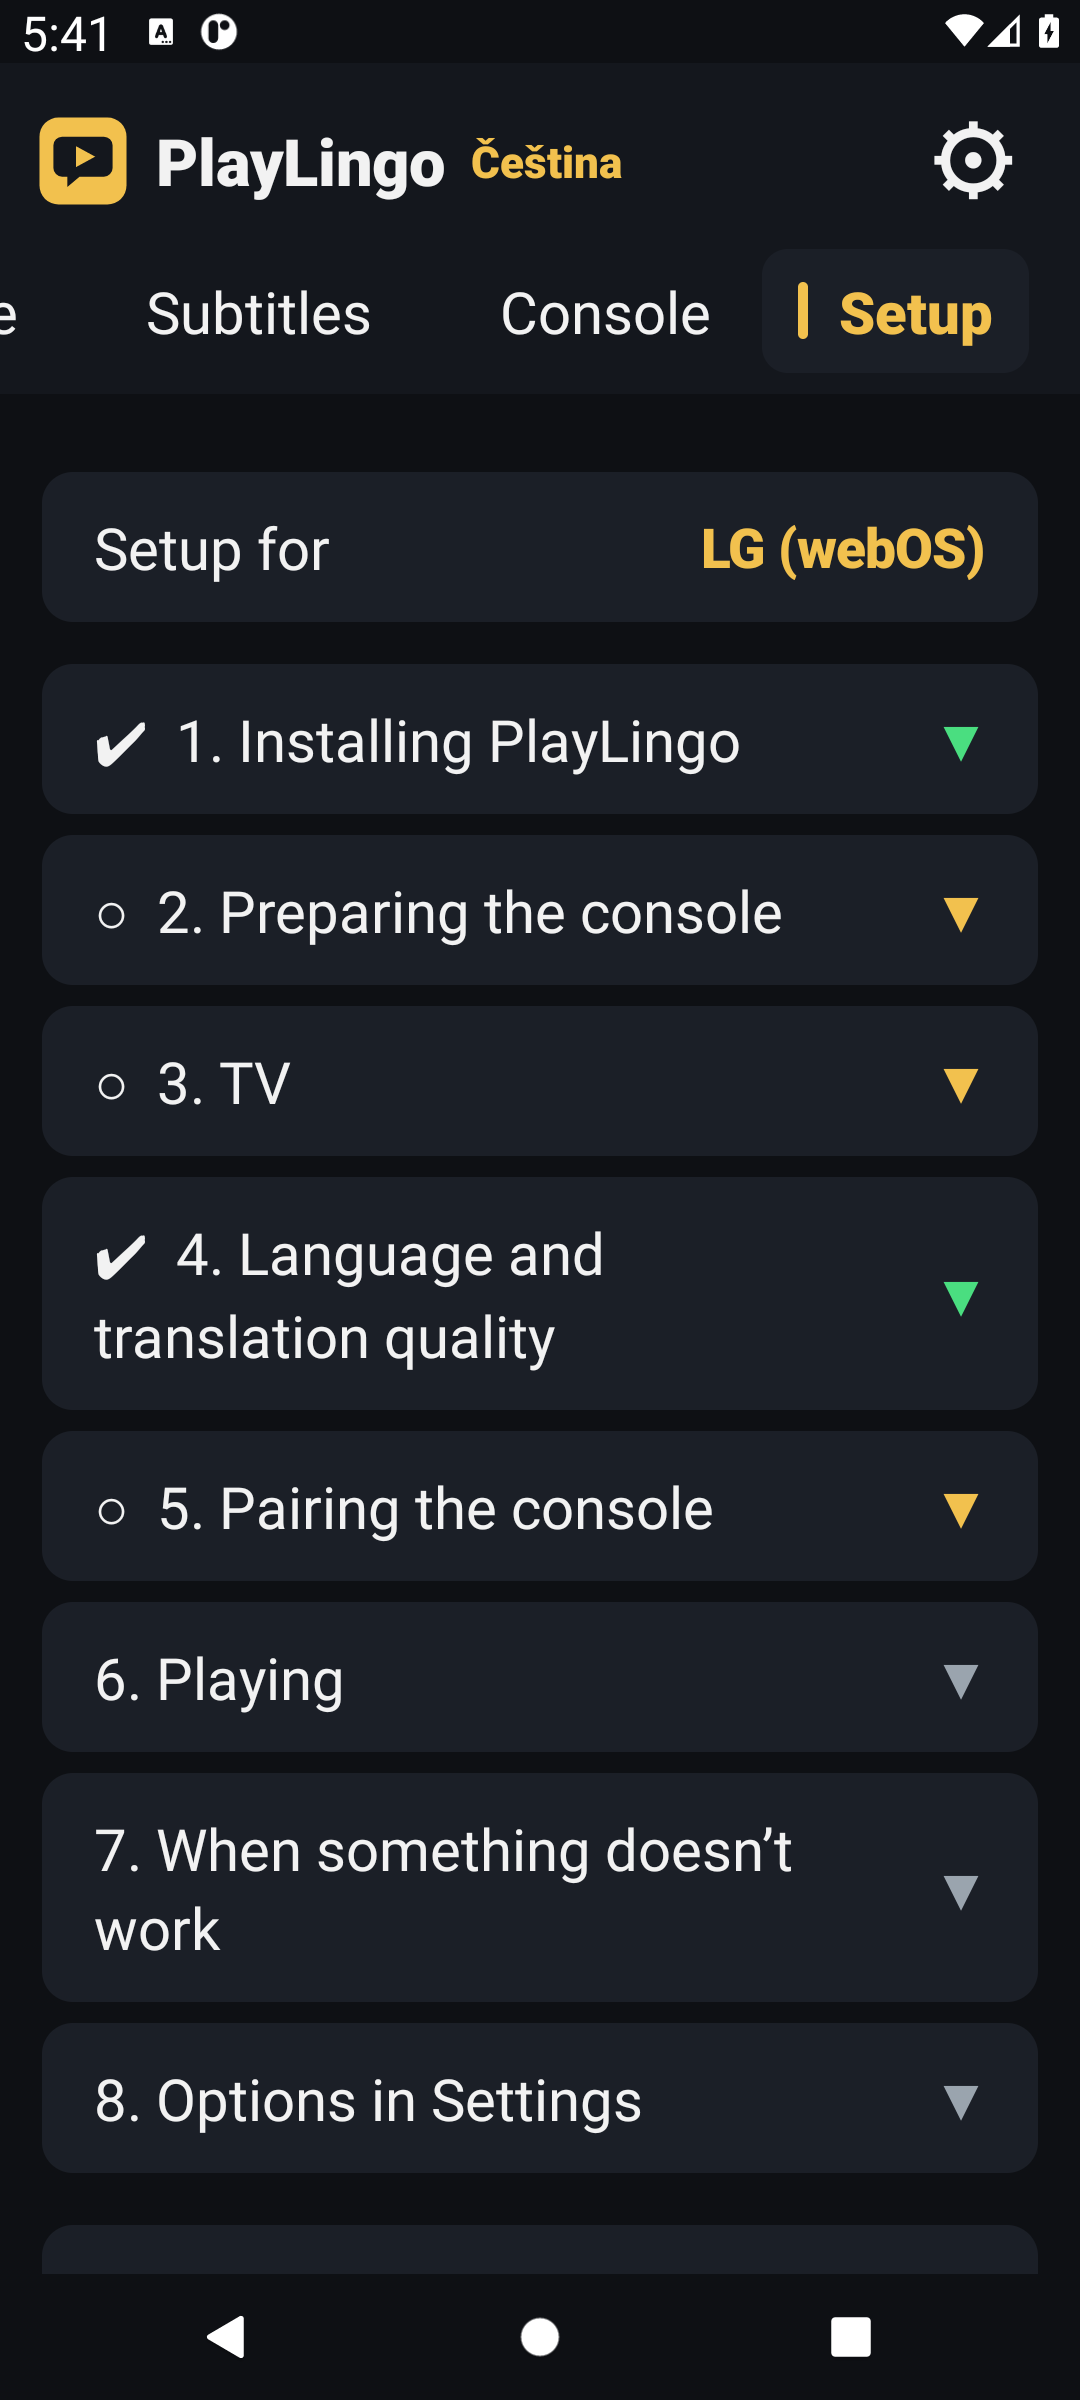 5:41
PlayLingo Čeština
e Subtitles Console Setup
Setup for LG (webOS)
✔ 1. Installing PlayLingo ▼
○ 2. Preparing the console ▼
○ 3. TV ▼
✔ 4. Language and
translation quality ▼
○ 5. Pairing the console ▼
6. Playing ▼
7. When something doesn’t
work ▼
8. Options in Settings ▼